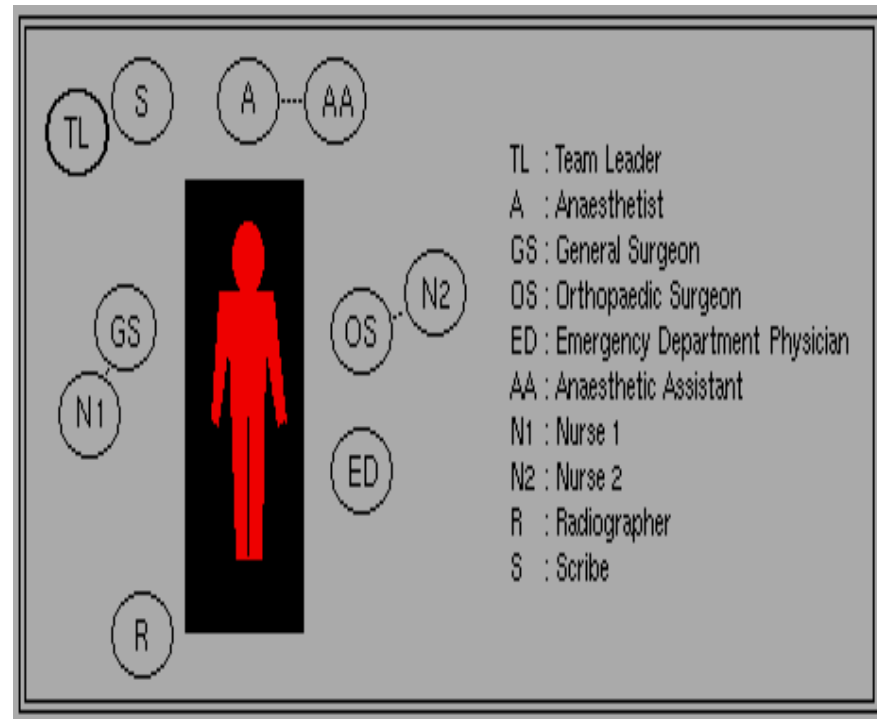 S
A
AA
TL
TL : Team Leader
A : Anaesthetist
GS : General Surgeon
OS : Orthopaedic Surgeon
ED : Emergency Department Physician
AA : Anaesthetic Assistant
N1 : Nurse 1
N2 : Nurse 2
R : Radiographer
S : Scribe
N2
GS
OS
N1
ED
R